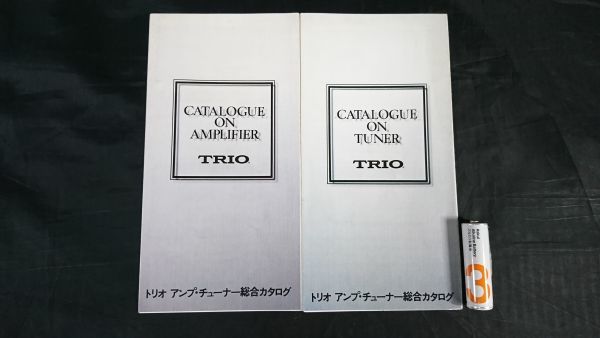 CATALOGUE
ON
AMPLIFIER
TRIO
トリオ アンプ・チューナー総合カタログ
CATALOGUE
ON
TUNER
TRIO
トリオ アンプ・チューナー総合カタログ
3